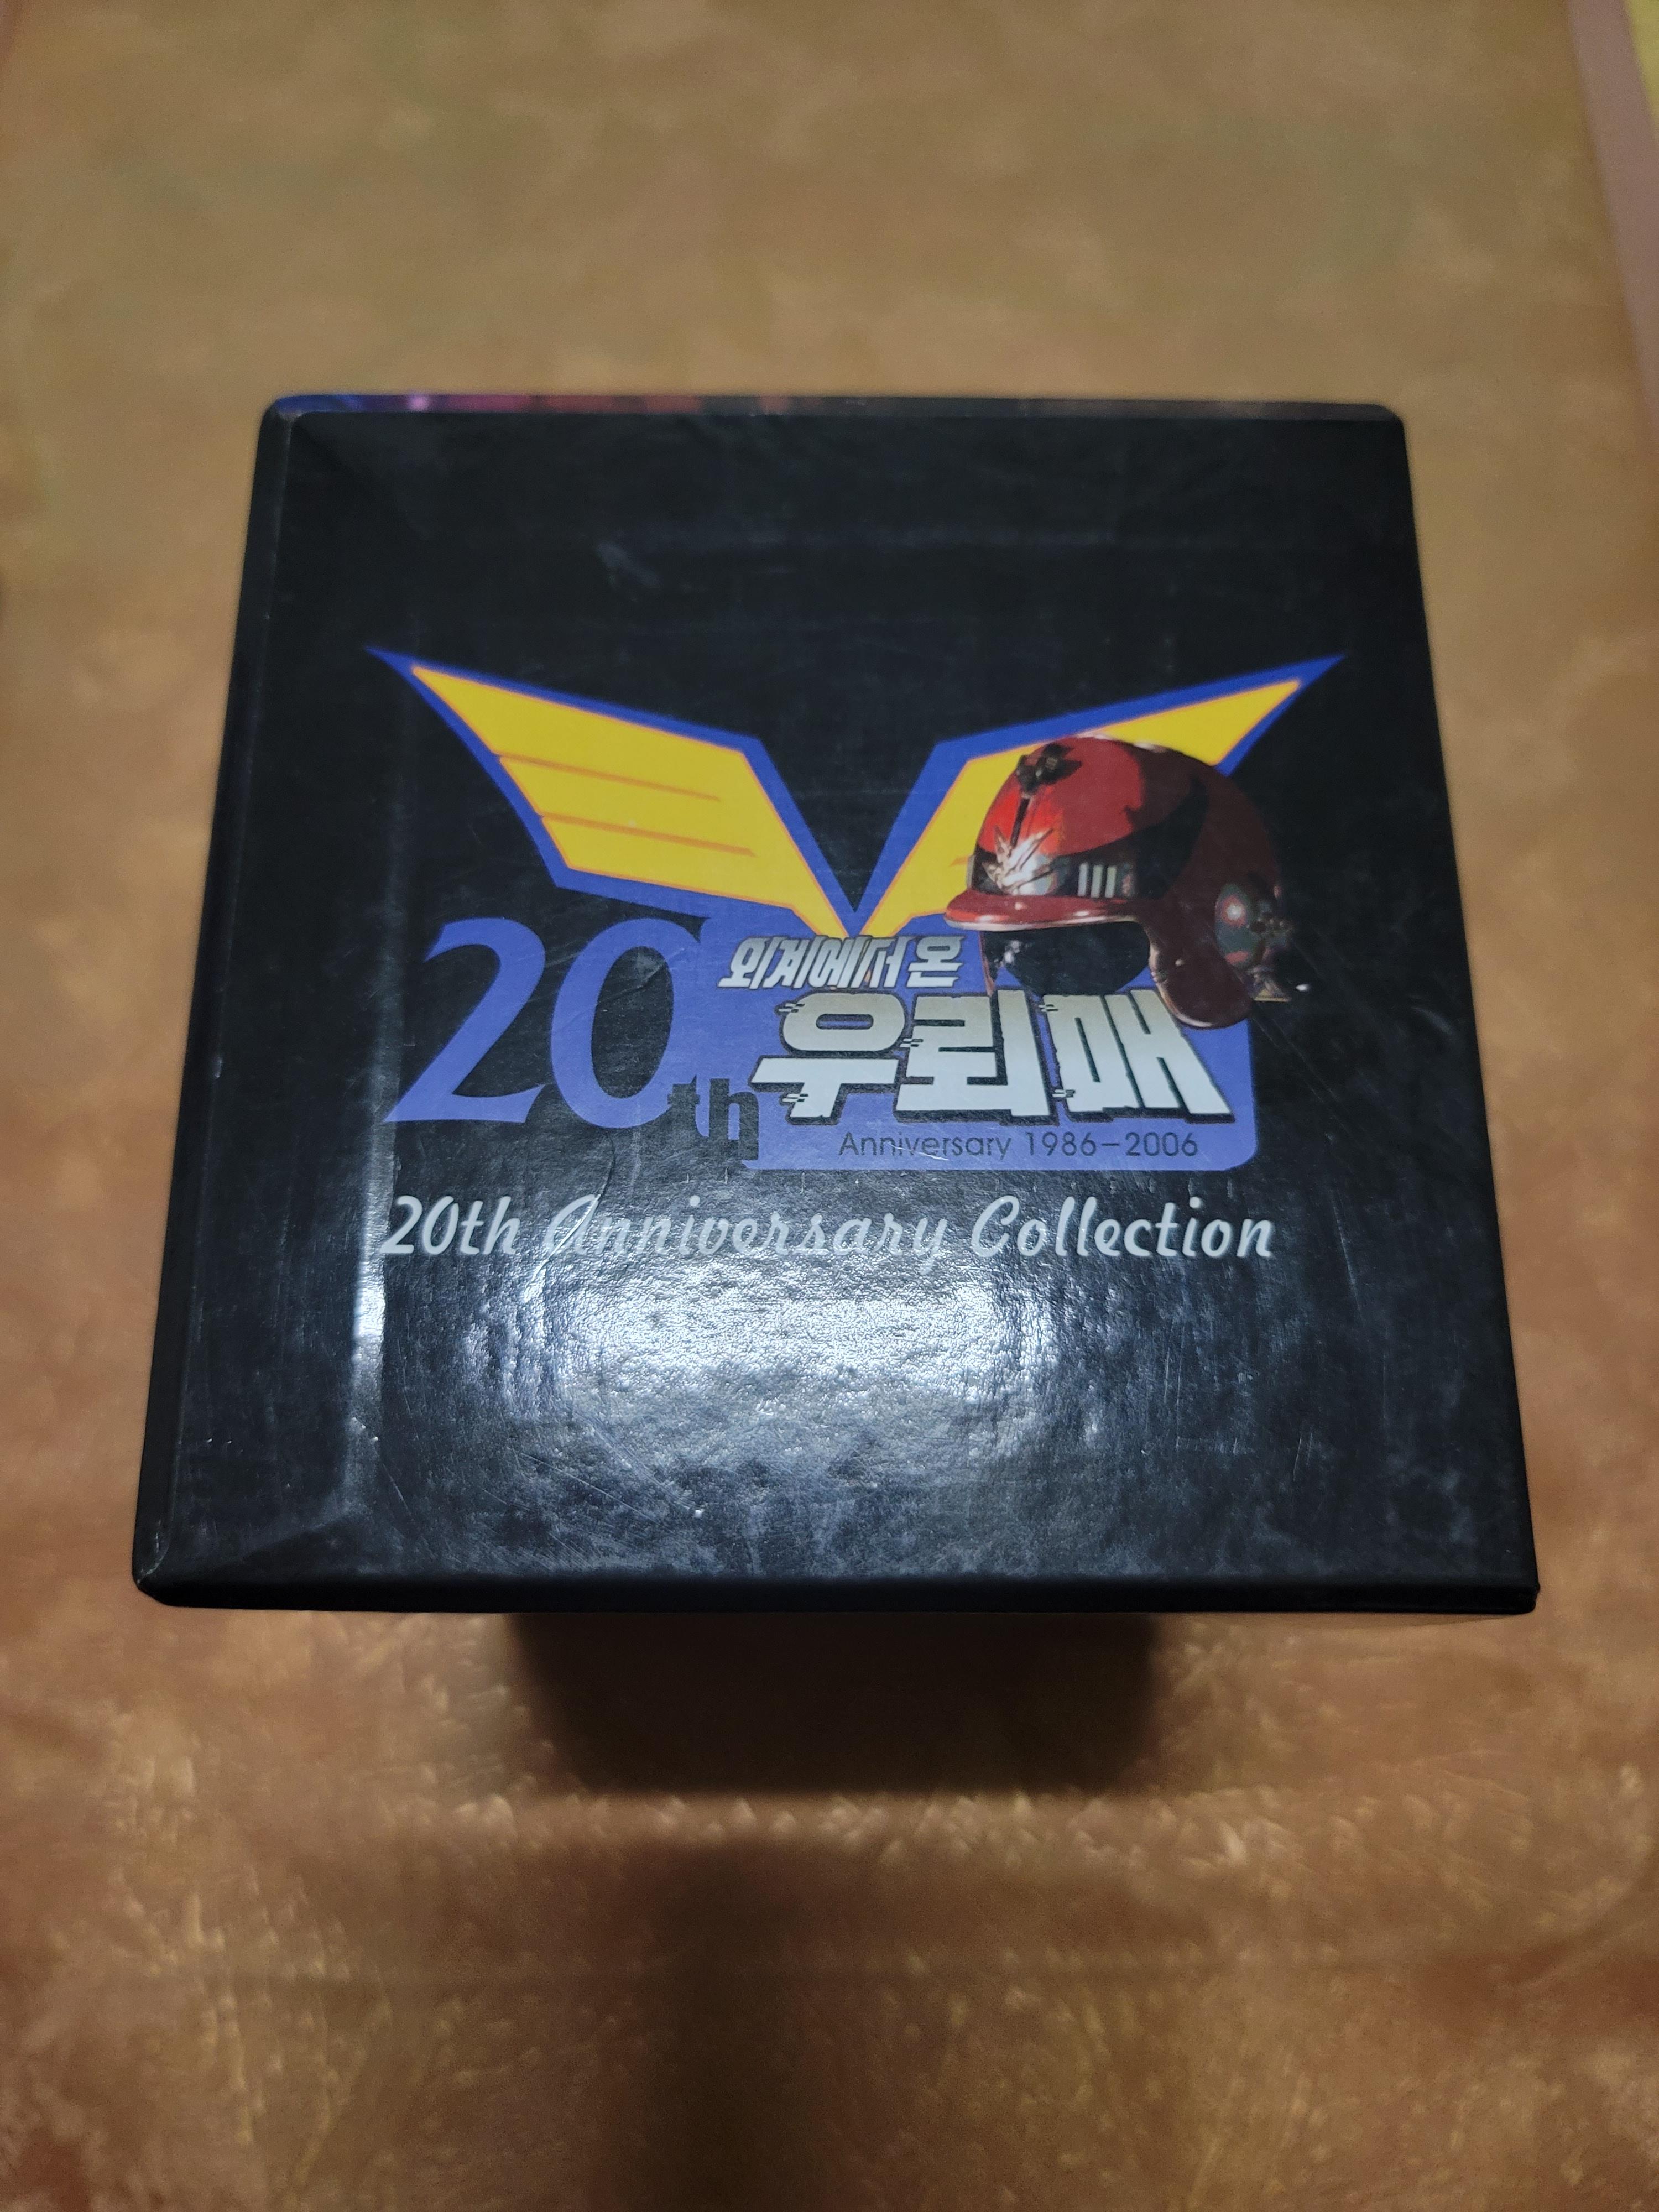 20th
외계에서 온
우뢰매
Anniversary 1986-2006
20th Anniversary Collection